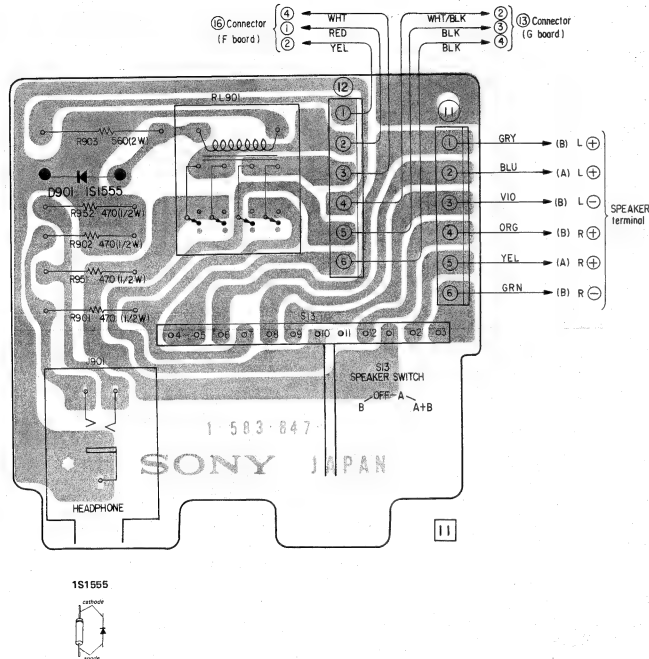 ④ WHT WHT/BLK ②
⑯ Connector ① RED BLK ③ ⑬ Connector
(F board) ② YEL BLK ④ (G board)
⑫
RL901
① ⑪
R903 560(2W) ② ① GRY (B) L ⊕
D901 1S1555 ③ ② BLU (A) L ⊕
R952 470(1/2W) ④ ③ VIO (B) L ⊖ SPEAKER
terminal
R902 470(1/2W) ⑤ ④ ORG (B) R ⊕
R951 470(1/2W) ⑥ ⑤ YEL (A) R ⊕
R901 470 (1/2W) ⑥ GRN (B) R ⊖
S13
4 5 6 7 8 9 10 11 12 2 3
J901
S13
SPEAKER SWITCH
OFF-A
B A+B
1-583-847-
SONY JAPAN
HEADPHONE
11
1S1555
cathode
anode